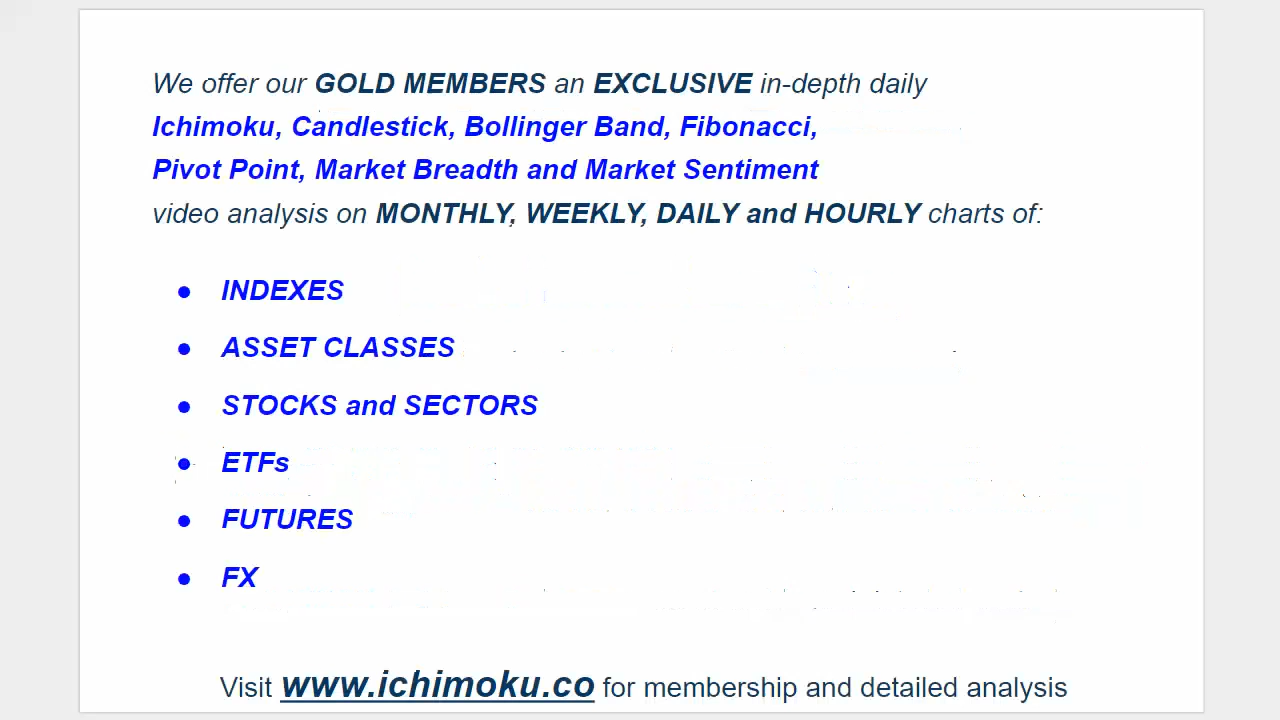 We offer our GOLD MEMBERS an EXCLUSIVE in-depth daily
Ichimoku, Candlestick, Bollinger Band, Fibonacci,
Pivot Point, Market Breadth and Market Sentiment
video analysis on MONTHLY, WEEKLY, DAILY and HOURLY charts of:
● INDEXES
● ASSET CLASSES
● STOCKS and SECTORS
● ETFs
● FUTURES
● FX
Visit www.ichimoku.co for membership and detailed analysis